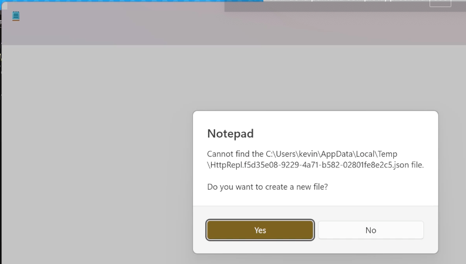 Notepad
Cannot find the C:\Users\kevin\AppData\Local\Temp
\HttpRepl.f5d35e08-9229-4a71-b582-02801fe8e2c5.json file.
Do you want to create a new file?
Yes
No